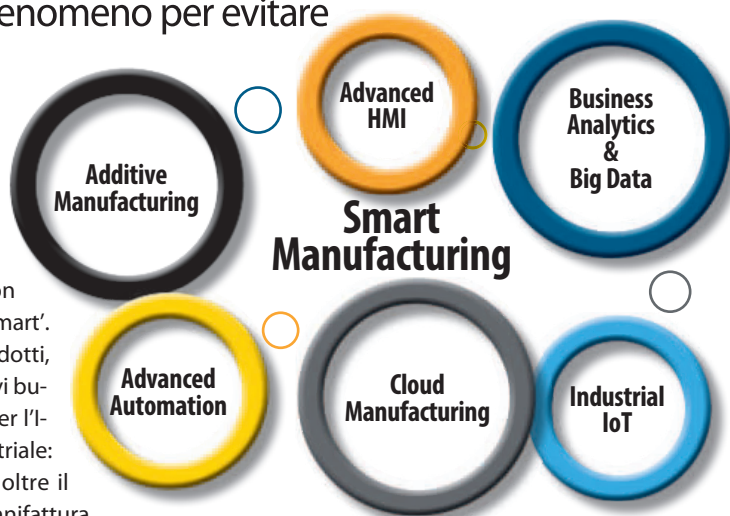 enomeno per evitare
Advanced
HMI
Business
Analytics
&
Big Data
Additive
Manufacturing
Smart
Manufacturing
on
mart’.
dotti,
vi bu-
er l’I-
triale:
oltre il
nifattura
Advanced
Automation
Cloud
Manufacturing
Industrial
IoT